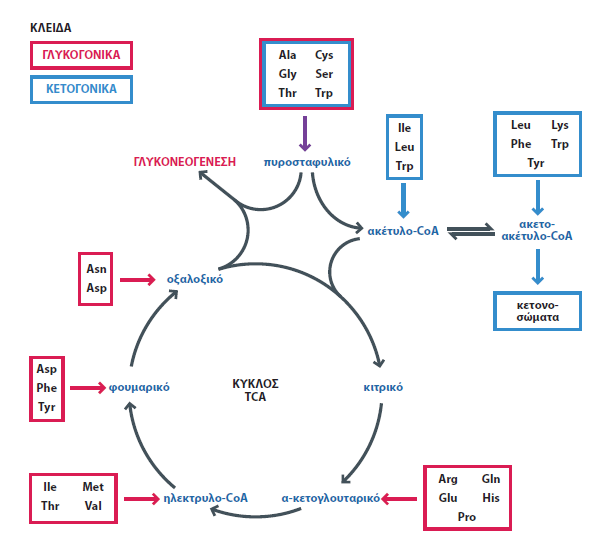 ΚΛΕΙΔΑ
ΓΛΥΚΟΓΟΝΙΚΑ
ΚΕΤΟΓΟΝΙΚΑ
Ala Cys
Gly Ser
Thr Trp
Ile
Leu
Trp
Leu Lys
Phe Trp
Tyr
ΓΛΥΚΟΝΕΟΓΕΝΕΣΗ
πυροσταφυλικό
ακέτυλο-CoA
ακετο-
ακέτυλο-CoA
κετονο-
σώματα
Asn
Asp
οξαλοξικό
Asp
Phe
Tyr
φουμαρικό
ΚΥΚΛΟΣ
TCA
κιτρικό
Ile Met
Thr Val
ηλεκτρυλο-CoA
α-κετογλουταρικό
Arg Gln
Glu His
Pro